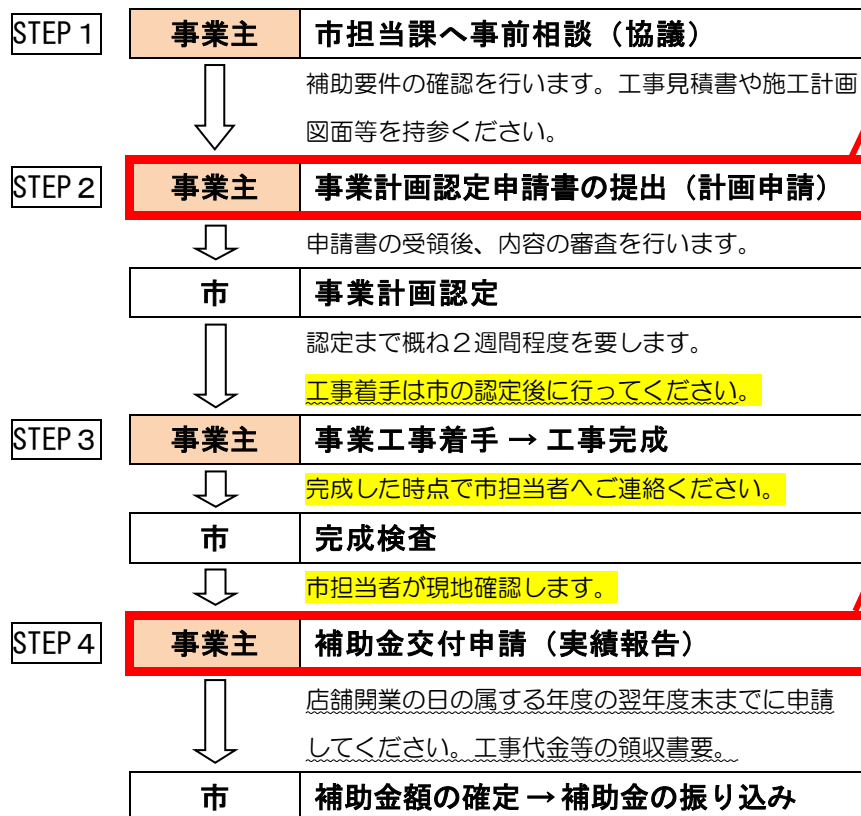 STEP 1 事業主 市担当課へ事前相談（協議）
補助要件の確認を行います。工事見積書や施工計画
図面等を持参ください。
STEP 2 事業主 事業計画認定申請書の提出（計画申請）
申請書の受領後、内容の審査を行います。
市 事業計画認定
認定まで概ね２週間程度を要します。
工事着手は市の認定後に行ってください。
STEP 3 事業主 事業工事着手 → 工事完成
完成した時点で市担当者へご連絡ください。
市 完成検査
市担当者が現地確認します。
STEP 4 事業主 補助金交付申請（実績報告）
店舗開業の日の属する年度の翌年度末までに申請
してください。工事代金等の領収書要。
市 補助金額の確定 → 補助金の振り込み